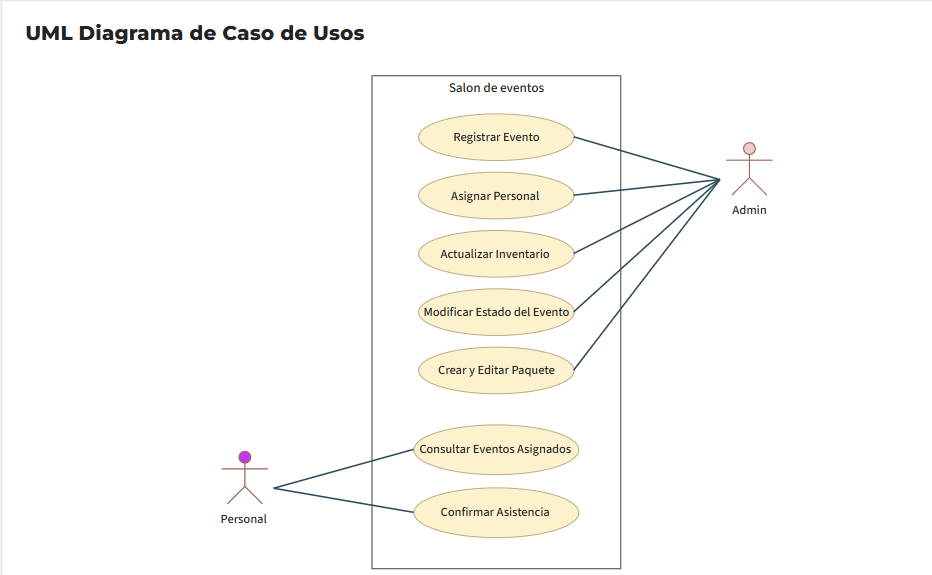 UML Diagrama de Caso de Usos
Salon de eventos
Registrar Evento
Asignar Personal
Admin
Actualizar Inventario
Modificar Estado del Evento
Crear y Editar Paquete
Consultar Eventos Asignados
Confirmar Asistencia
Personal